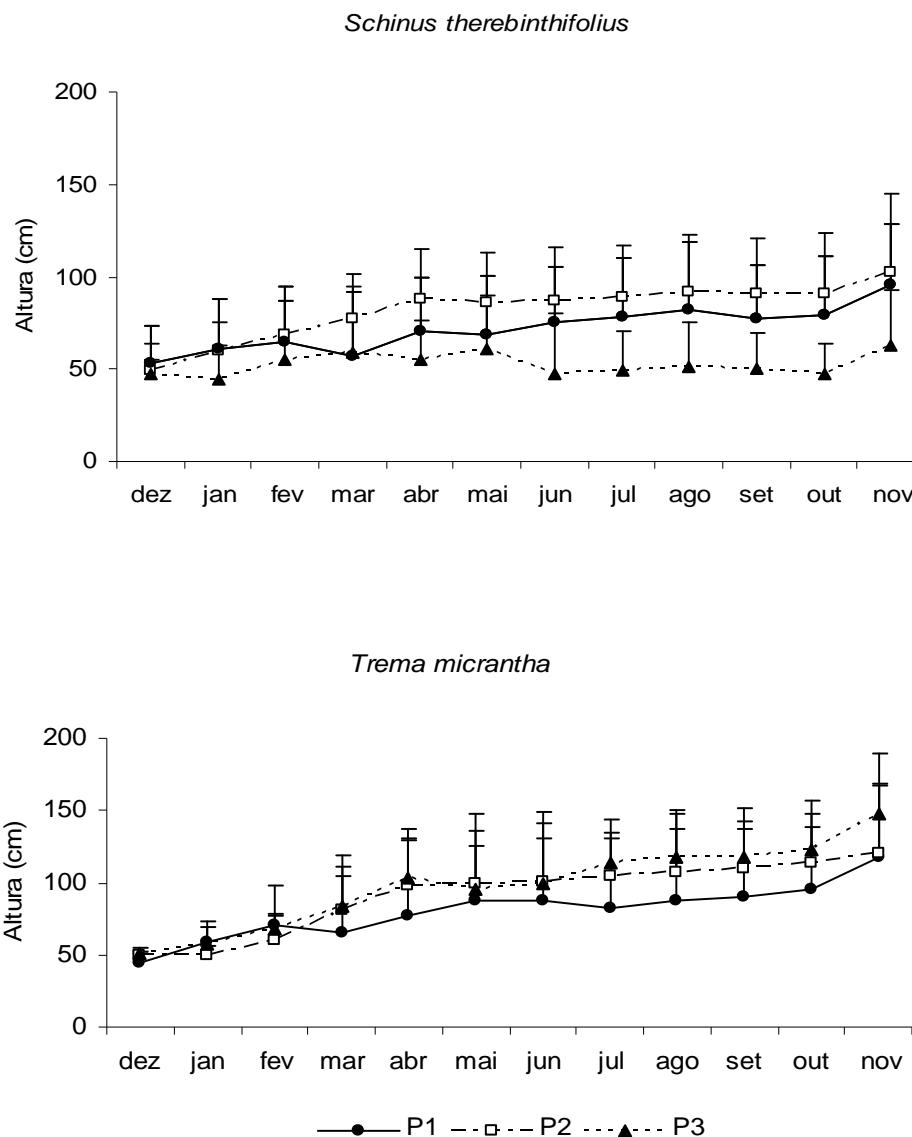 Schinus therebinthifolius
Altura (cm)
200
150
100
50
0
dez jan fev mar abr mai jun jul ago set out nov
Trema micrantha
Altura (cm)
200
150
100
50
0
dez jan fev mar abr mai jun jul ago set out nov
P1 P2 P3